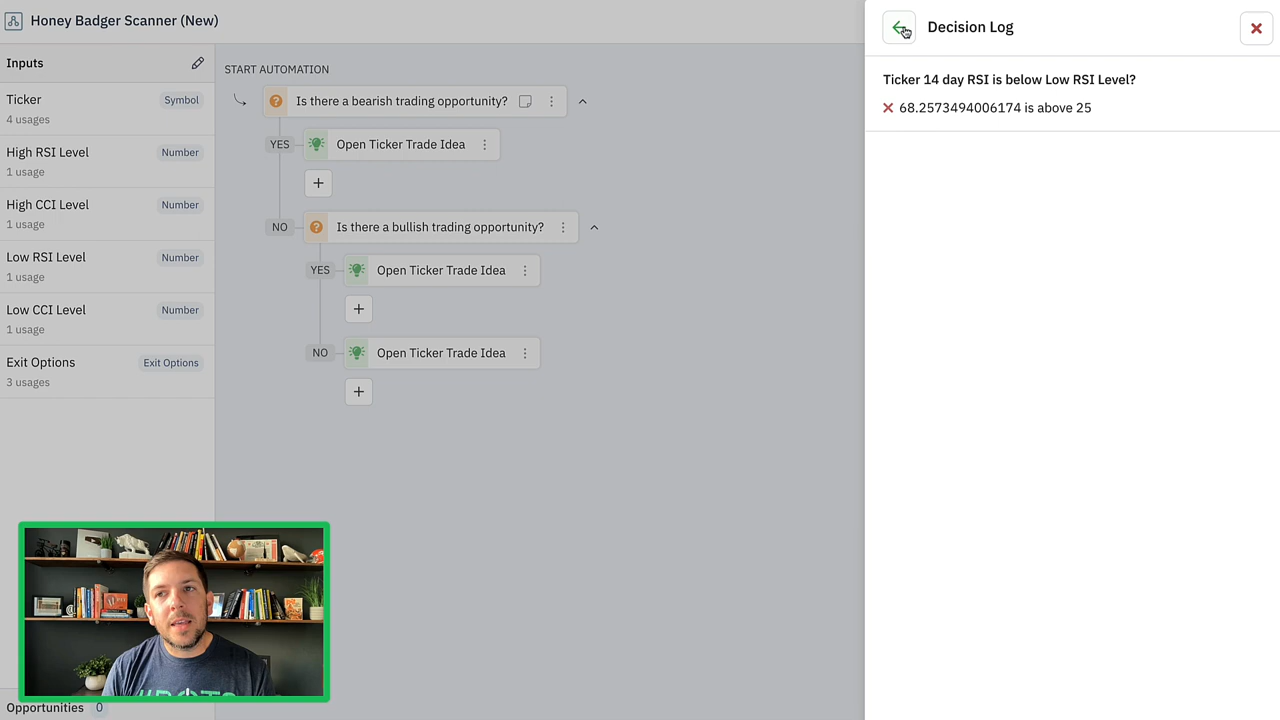 Honey Badger Scanner (New)
Decision Log
Inputs
START AUTOMATION
Ticker 14 day RSI is below Low RSI Level?
68.2573494006174 is above 25
Ticker
Symbol
4 usages
High RSI Level
Number
1 usage
High CCI Level
Number
1 usage
Low RSI Level
Number
1 usage
Low CCI Level
Number
1 usage
Exit Options
Exit Options
3 usages
Is there a bearish trading opportunity?
YES
Open Ticker Trade Idea
NO
Is there a bullish trading opportunity?
YES
Open Ticker Trade Idea
NO
Open Ticker Trade Idea
Opportunities 0